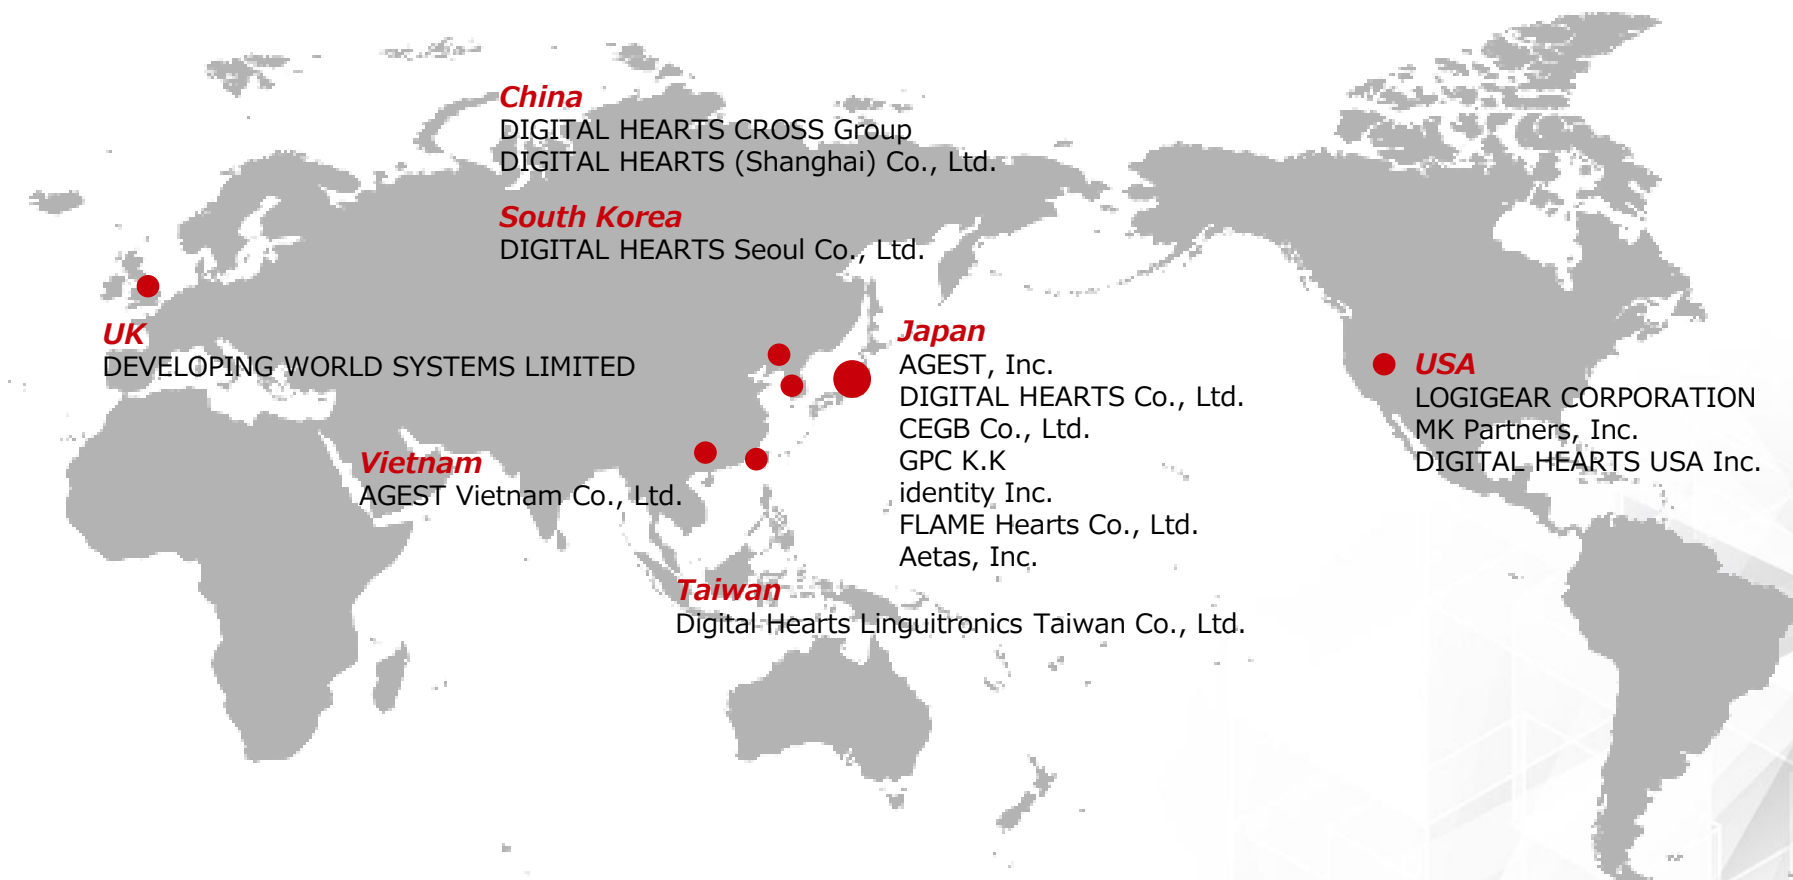 China
DIGITAL HEARTS CROSS Group
DIGITAL HEARTS (Shanghai) Co., Ltd.
South Korea
DIGITAL HEARTS Seoul Co., Ltd.
UK
DEVELOPING WORLD SYSTEMS LIMITED
Japan
AGEST, Inc.
DIGITAL HEARTS Co., Ltd.
CEGB Co., Ltd.
GPC K.K
identity Inc.
FLAME Hearts Co., Ltd.
Aetas, Inc.
USA
LOGIGEAR CORPORATION
MK Partners, Inc.
DIGITAL HEARTS USA Inc.
Vietnam
AGEST Vietnam Co., Ltd.
Taiwan
Digital Hearts Linguitronics Taiwan Co., Ltd.